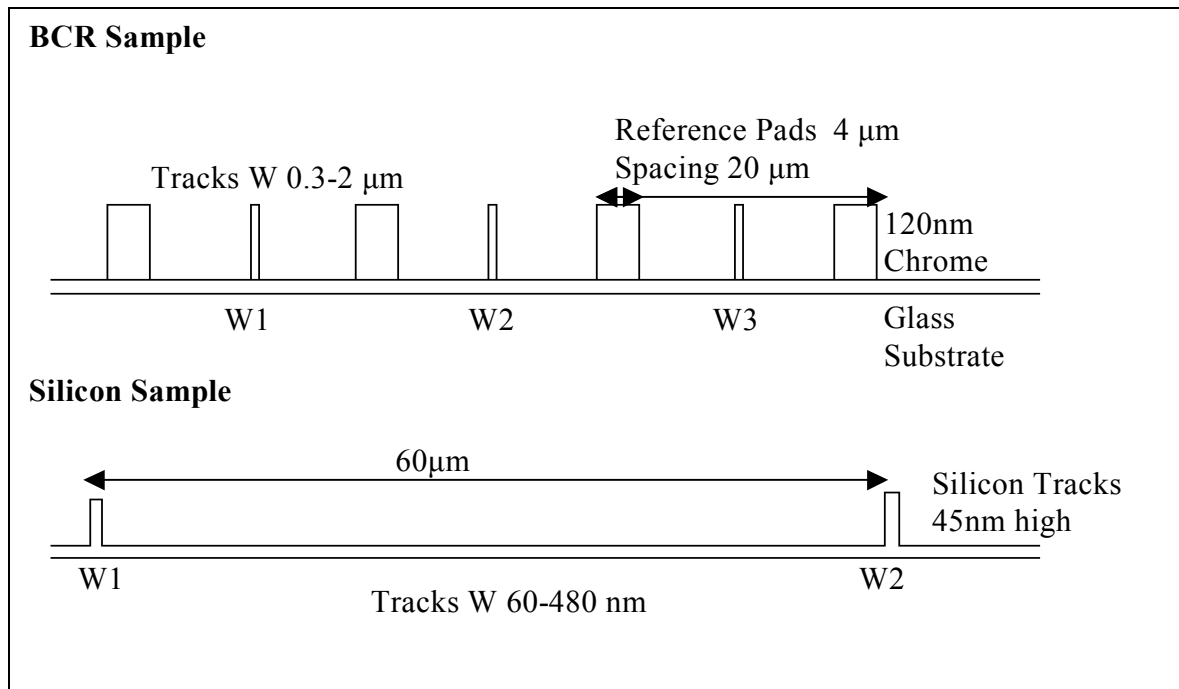 BCR Sample
Reference Pads 4 μm
Spacing 20 μm
Tracks W 0.3-2 μm
120nm
Chrome
W1
W2
W3
Glass
Substrate
Silicon Sample
60μm
Silicon Tracks
45nm high
W1
W2
Tracks W 60-480 nm